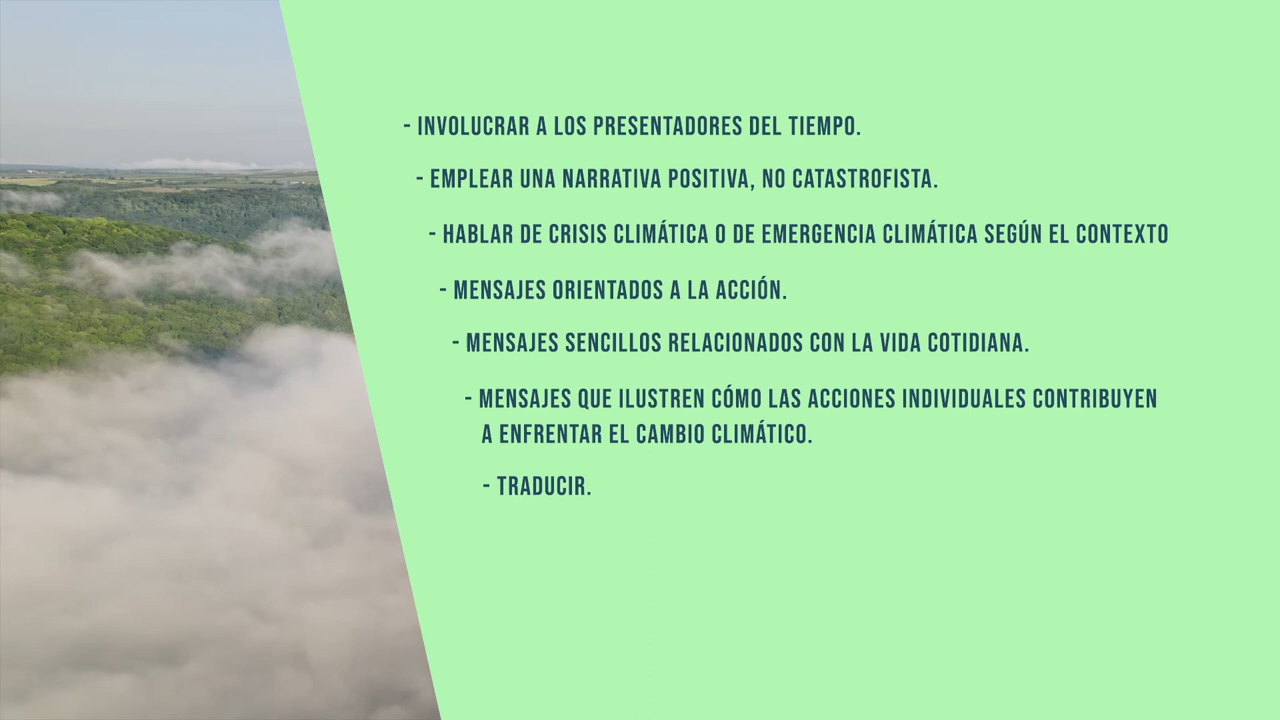 - INVOLUCRAR A LOS PRESENTADORES DEL TIEMPO.
- EMPLEAR UNA NARRATIVA POSITIVA, NO CATASTROFISTA.
- HABLAR DE CRISIS CLIMÁTICA O DE EMERGENCIA CLIMÁTICA SEGÚN EL CONTEXTO
- MENSAJES ORIENTADOS A LA ACCIÓN.
- MENSAJES SENCILLOS RELACIONADOS CON LA VIDA COTIDIANA.
- MENSAJES QUE ILUSTREN CÓMO LAS ACCIONES INDIVIDUALES CONTRIBUYEN
A ENFRENTAR EL CAMBIO CLIMÁTICO.
- TRADUCIR.